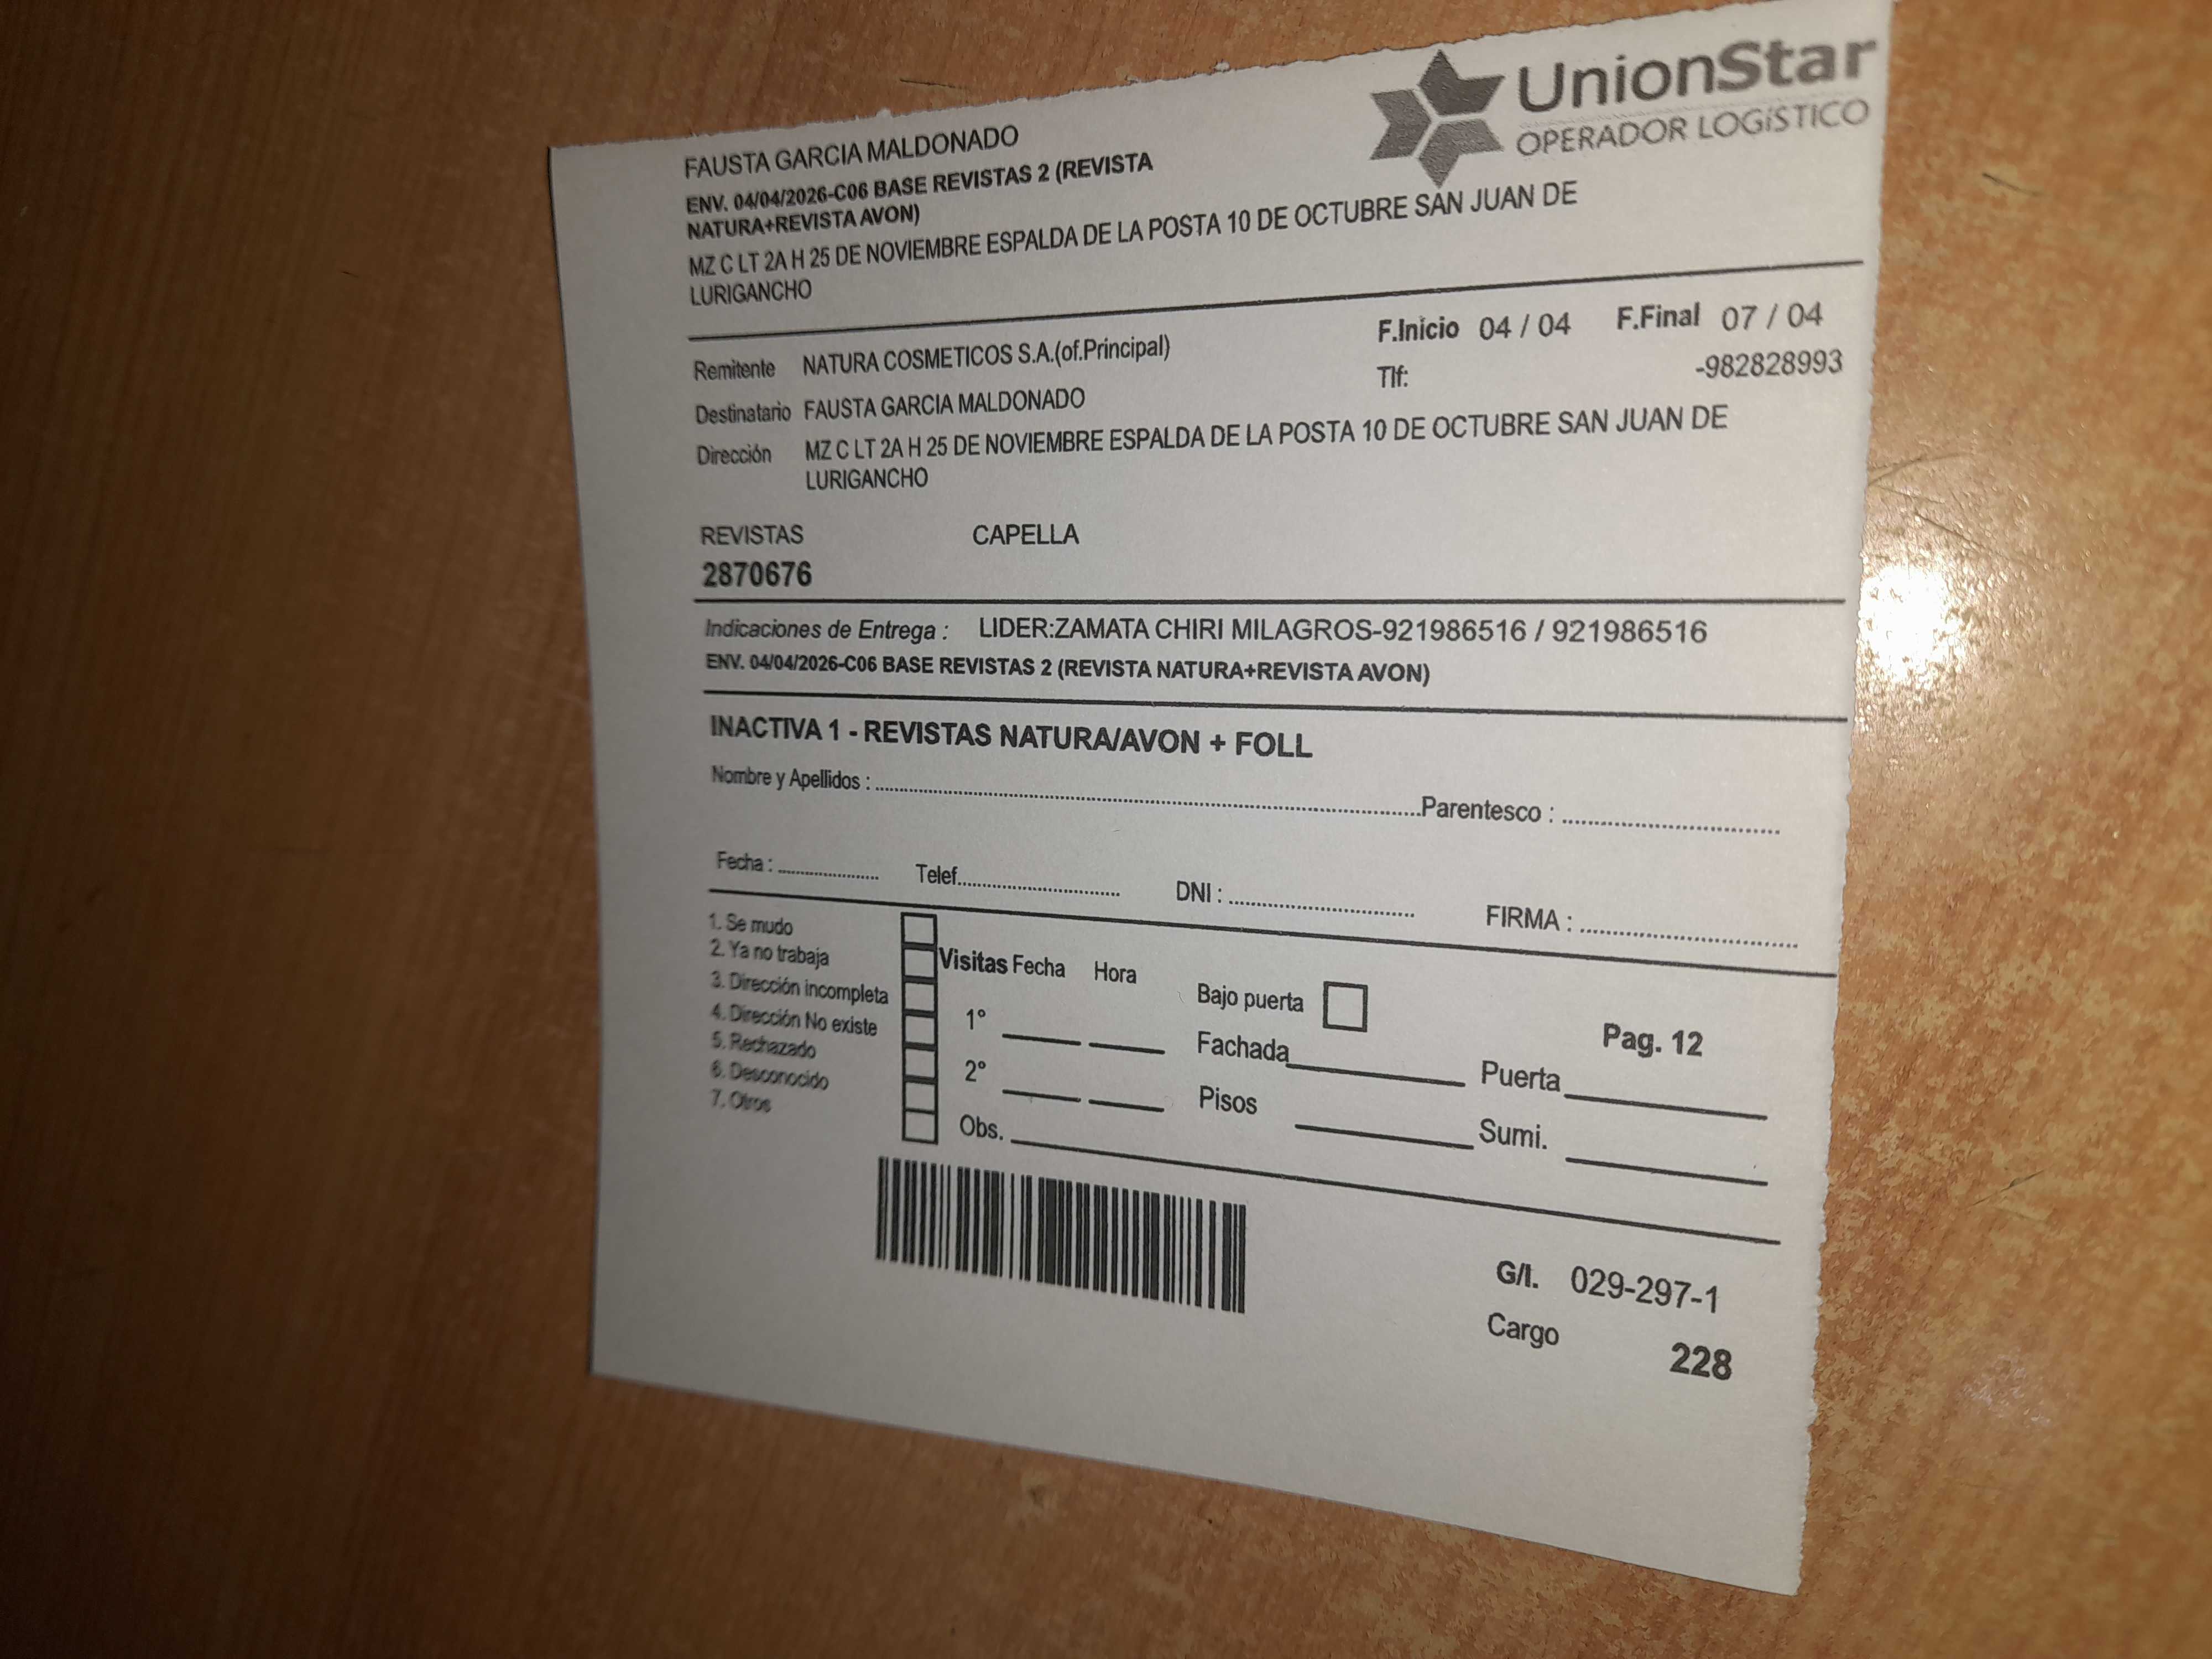 UnionStar
OPERADOR LOGíSTICO
FAUSTA GARCIA MALDONADO
ENV. 04/04/2026-C06 BASE REVISTAS 2 (REVISTA
NATURA+REVISTA AVON)
MZ C LT 2A H 25 DE NOVIEMBRE ESPALDA DE LA POSTA 10 DE OCTUBRE SAN JUAN DE
LURIGANCHO
F.Inicio 04 / 04 F.Final 07 / 04
Remitente NATURA COSMETICOS S.A.(of.Principal)
Tlf: -982828993
Destinatario FAUSTA GARCIA MALDONADO
Dirección MZ C LT 2A H 25 DE NOVIEMBRE ESPALDA DE LA POSTA 10 DE OCTUBRE SAN JUAN DE
LURIGANCHO
REVISTAS CAPELLA
2870676
Indicaciones de Entrega : LIDER:ZAMATA CHIRI MILAGROS-921986516 / 921986516
ENV. 04/04/2026-C06 BASE REVISTAS 2 (REVISTA NATURA+REVISTA AVON)
INACTIVA 1 - REVISTAS NATURA/AVON + FOLL
Nombre y Apellidos : Parentesco :
Fecha : Telef. DNI : FIRMA :
1. Se mudo
2. Ya no trabaja
3. Dirección incompleta
4. Dirección No existe
5. Rechazado
6. Desconocido
7. Otros
Visitas Fecha Hora
1°
2°
Obs.
Bajo puerta
Pag. 12
Fachada Puerta
Pisos Sumi.
G/I. 029-297-1
Cargo 228